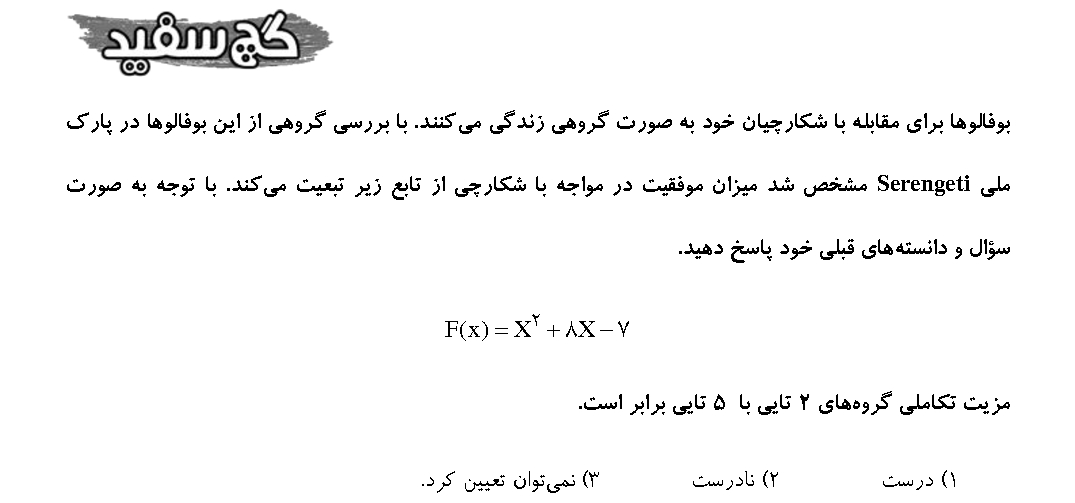 گچ سفید
بوفالوها برای مقابله با شکارچیان خود به صورت گروهی زندگی می‌کنند. با بررسی گروهی از این بوفالوها در پارک
ملی Serengeti مشخص شد میزان موفقیت در مواجه با شکارچی از تابع زیر تبعیت می‌کند. با توجه به صورت
سؤال و دانسته‌های قبلی خود پاسخ دهید.
F(x) = X^۲ + ۸X − ۷
مزیت تکاملی گروه‌های ۲ تایی با ۵ تایی برابر است.
۱) درست ۲) نادرست ۳) نمی‌توان تعیین کرد.